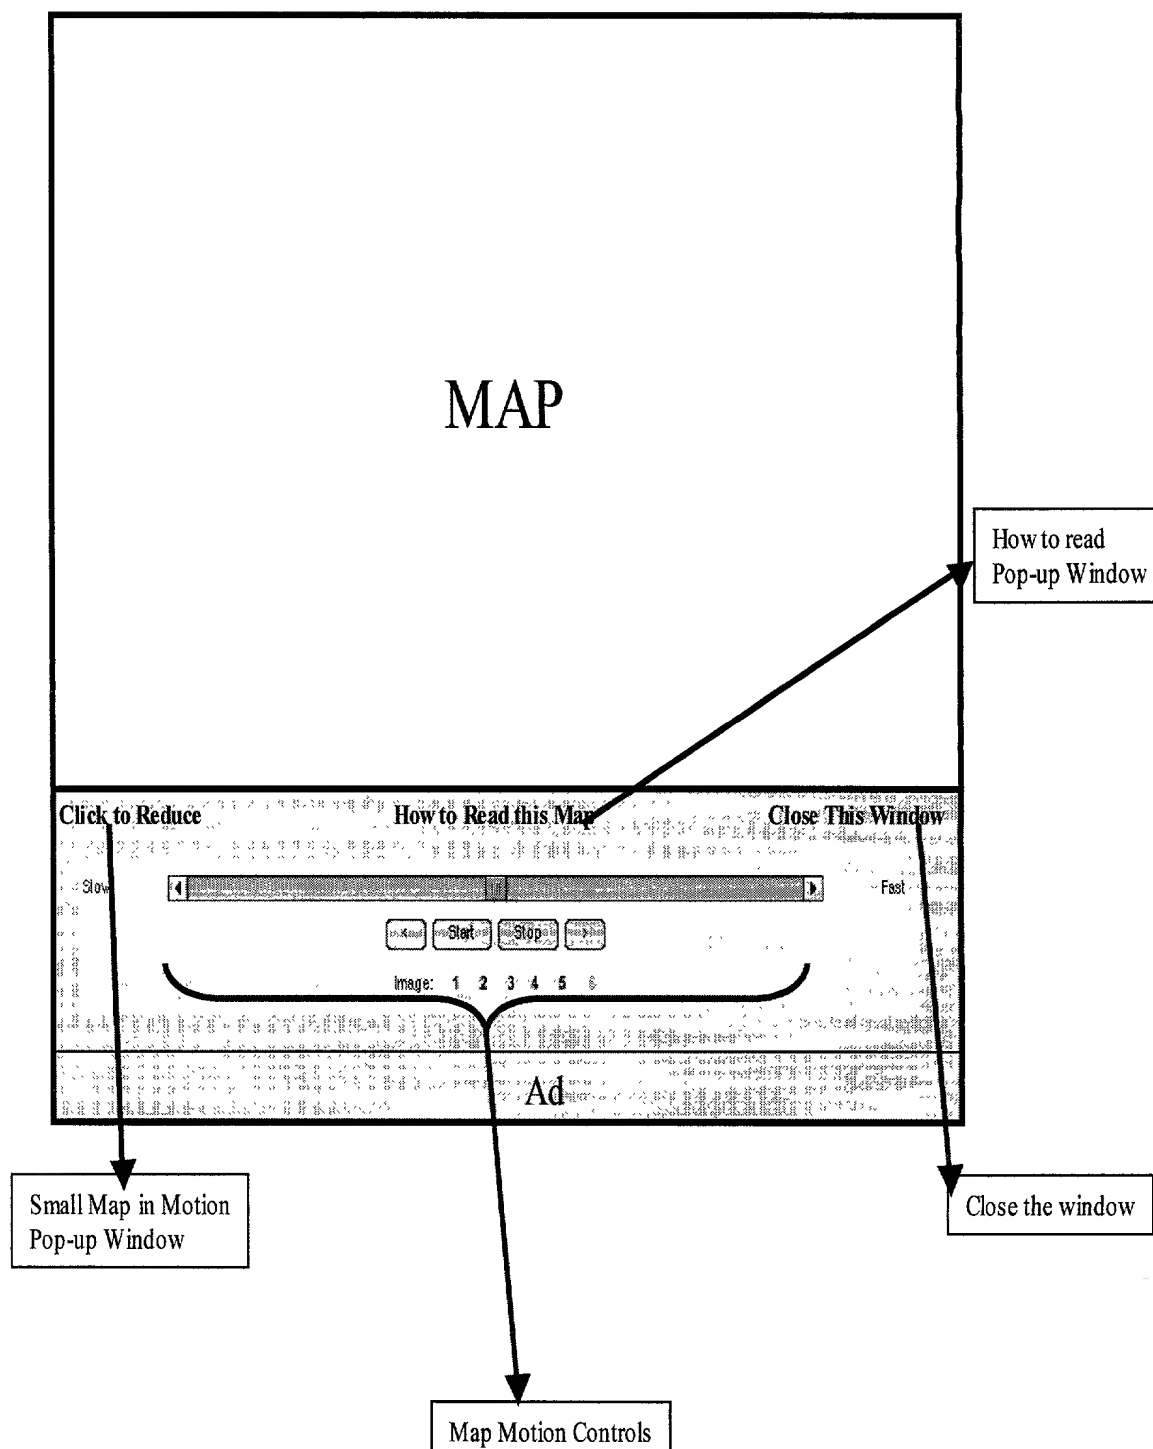 MAP
How to read
Pop-up Window
Click to Reduce How to Read this Map Close This Window
Slow Fast
< Start Stop >
Image: 1 2 3 4 5 6
Ad
Small Map in Motion
Pop-up Window
Close the window
Map Motion Controls